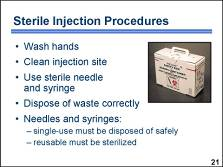 Sterile Injection Procedures
• Wash hands
• Clean injection site
• Use sterile needle
and syringe
• Dispose of waste correctly
• Needles and syringes:
– single-use must be disposed of safely
– reusable must be sterilized
21